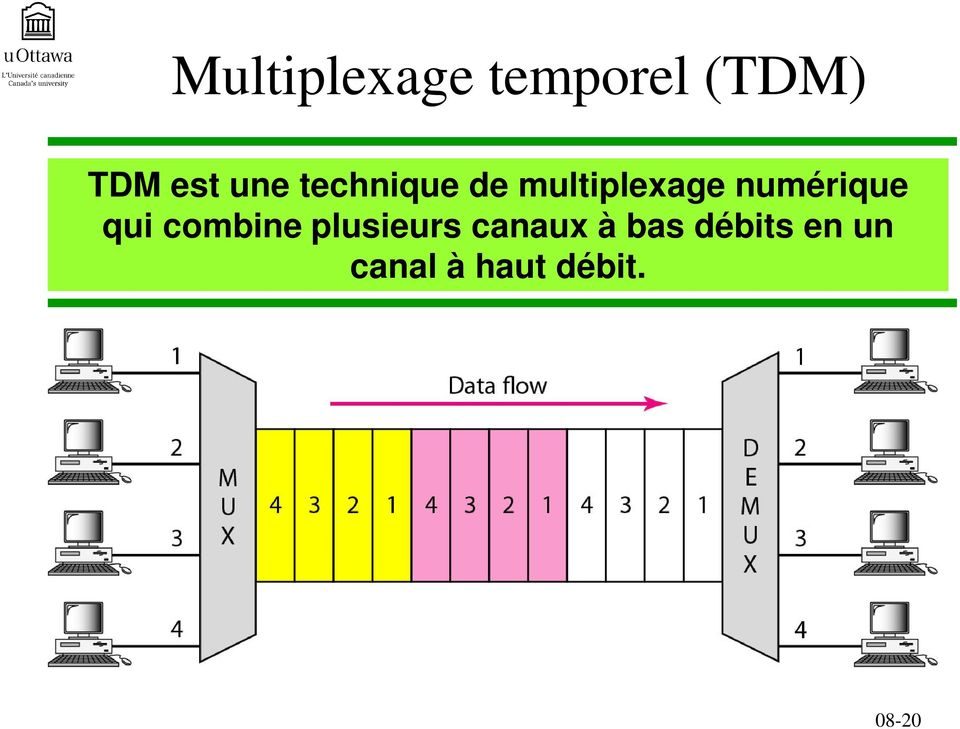 uOttawa
L'Université canadienne
Canada's university
Multiplexage temporel (TDM)
TDM est une technique de multiplexage numérique
qui combine plusieurs canaux à bas débits en un
canal à haut débit.
1
2
3
4
M
U
X
Data flow
4 3 2 1 4 3 2 1 4 3 2 1
D
E
M
U
X
1
2
3
4
08-20